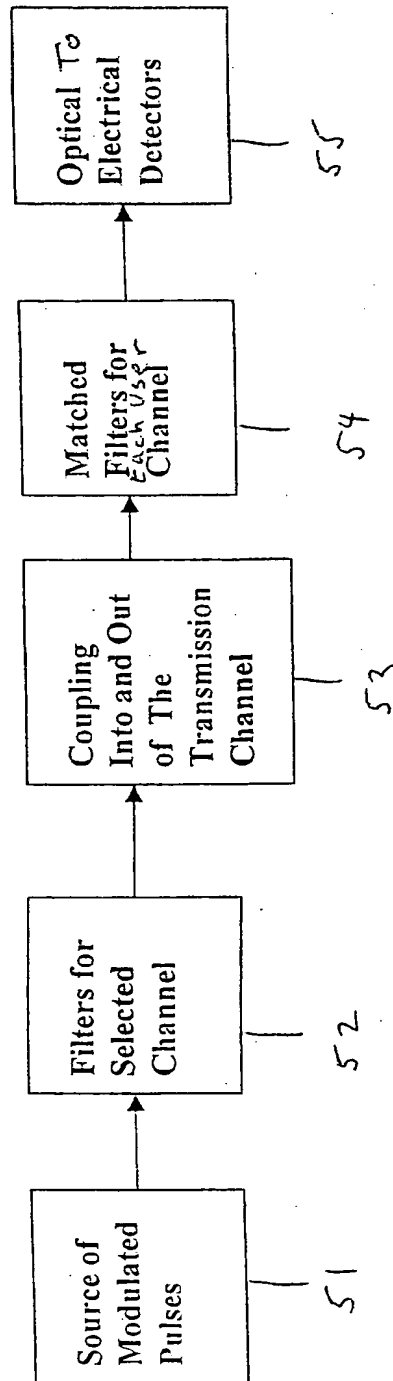 Source of
Modulated
Pulses
51
Filters for
Selected
Channel
52
Coupling
Into and Out
of The
Transmission
Channel
53
Matched
Filters for
Each User
Channel
54
Optical To
Electrical
Detectors
55